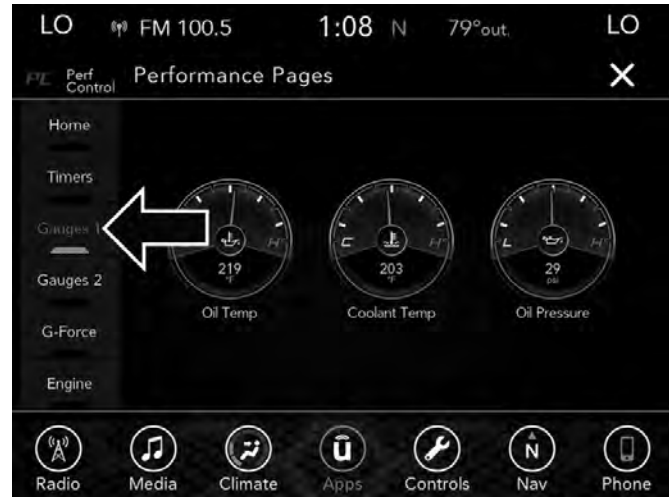 LO FM 100.5 1:08 N 79°out. LO
PC Perf Control Performance Pages X
Home
Timers
Gauges 1
Gauges 2
G-Force
Engine
H
219
°F
Oil Temp
C H
203
°F
Coolant Temp
L H
29
psi
Oil Pressure
Radio Media Climate Apps Controls Nav Phone
û N